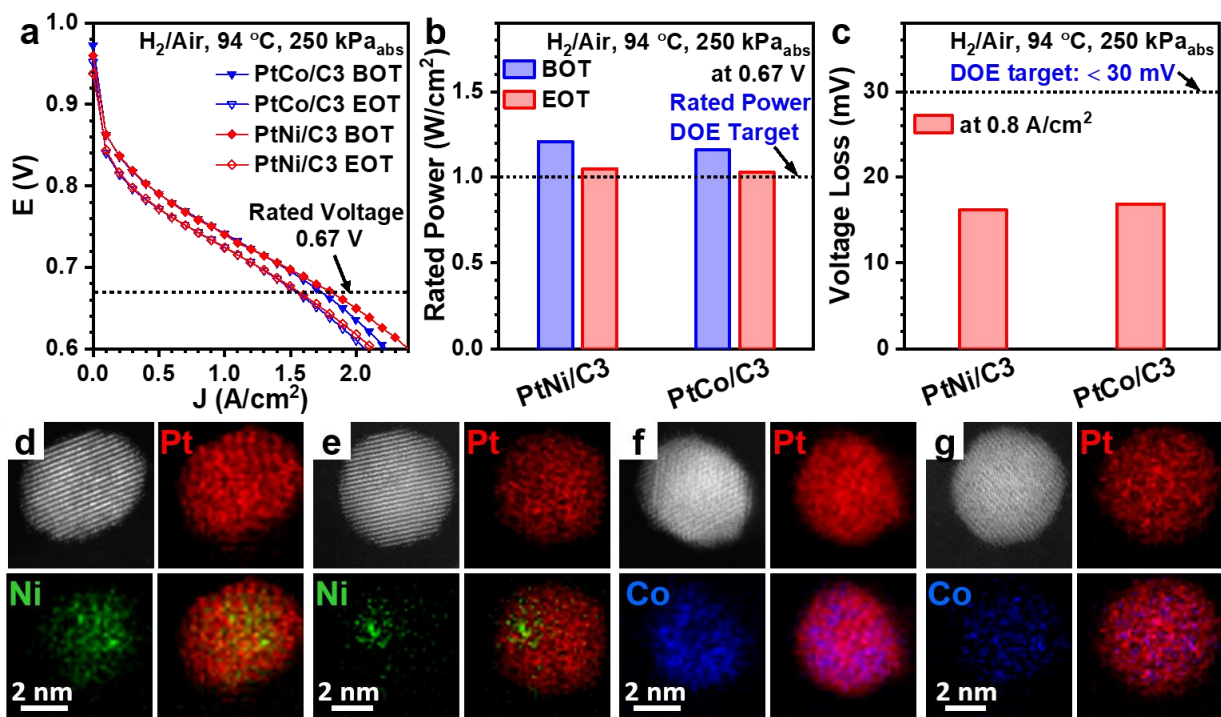 a
H2/Air, 94 °C, 250 kPaabs
PtCo/C3 BOT
PtCo/C3 EOT
PtNi/C3 BOT
PtNi/C3 EOT
Rated Voltage
0.67 V
E (V)
1.0
0.9
0.8
0.7
0.6
0.0
0.5
1.0
1.5
2.0
J (A/cm2)
b
H2/Air, 94 °C, 250 kPaabs
at 0.67 V
BOT
EOT
Rated Power
DOE Target
Rated Power (W/cm2)
1.5
1.0
0.5
0.0
PtNi/C3
PtCo/C3
c
H2/Air, 94 °C, 250 kPaabs
DOE target: < 30 mV
at 0.8 A/cm2
Voltage Loss (mV)
30
20
10
0
PtNi/C3
PtCo/C3
d
Pt
Ni
2 nm
e
Pt
Ni
2 nm
f
Pt
Co
2 nm
g
Pt
Co
2 nm